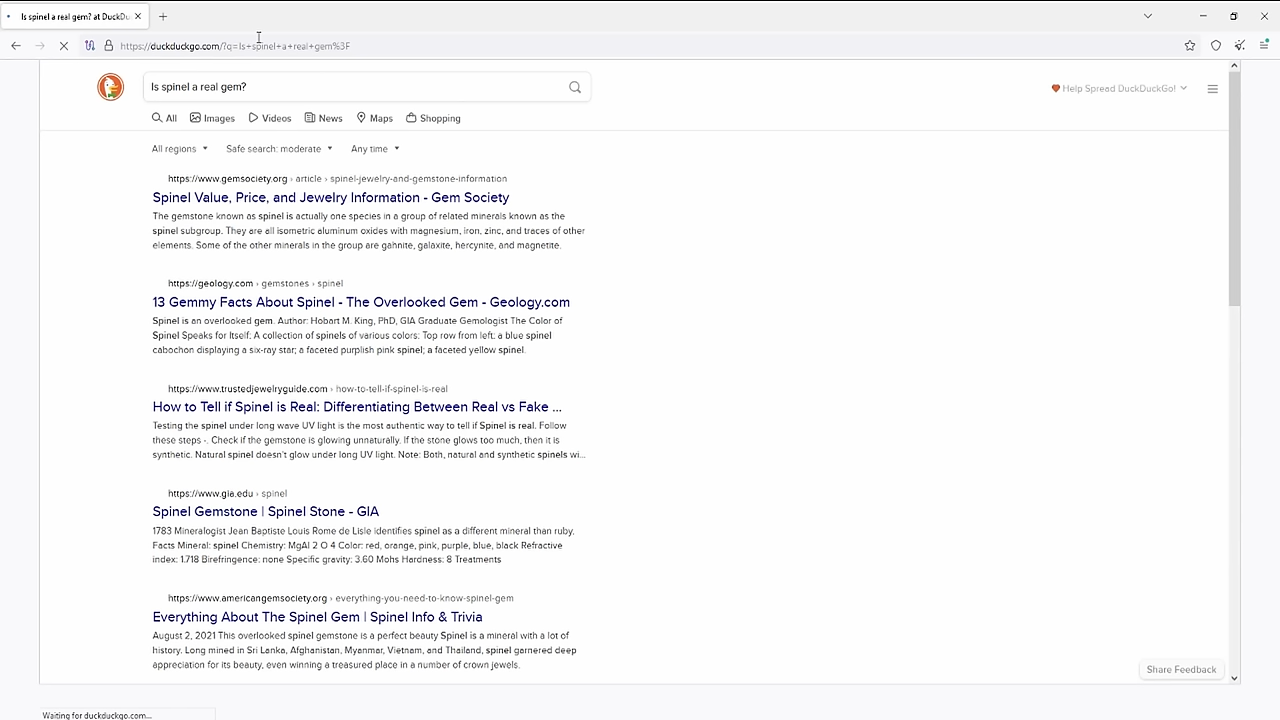 Is spinel a real gem? at DuckDu
https://duckduckgo.com/?q=Is+spinel+a+real+gem%3F
Is spinel a real gem?
Help Spread DuckDuckGo!
All Images Videos News Maps Shopping
All regions Safe search: moderate Any time
https://www.gemsociety.org › article › spinel-jewelry-and-gemstone-information
Spinel Value, Price, and Jewelry Information - Gem Society
The gemstone known as spinel is actually one species in a group of related minerals known as the
spinel subgroup. They are all isometric aluminum oxides with magnesium, iron, zinc, and traces of other
elements. Some of the other minerals in the group are gahnite, galaxite, hercynite, and magnetite.
https://geology.com › gemstones › spinel
13 Gemmy Facts About Spinel - The Overlooked Gem - Geology.com
Spinel is an overlooked gem. Author: Hobart M. King, PhD, GIA Graduate Gemologist The Color of
Spinel Speaks for Itself: A collection of spinels of various colors: Top row from left: a blue spinel
cabochon displaying a six-ray star; a faceted purplish pink spinel; a faceted yellow spinel.
https://www.trustedjewelryguide.com › how-to-tell-if-spinel-is-real
How to Tell if Spinel is Real: Differentiating Between Real vs Fake ...
Testing the spinel under long wave UV light is the most authentic way to tell if Spinel is real. Follow
these steps -. Check if the gemstone is glowing unnaturally. If the stone glows too much, then it is
synthetic. Natural spinel doesn't glow under long UV light. Note: Both, natural and synthetic spinels wi...
https://www.gia.edu › spinel
Spinel Gemstone | Spinel Stone - GIA
1783 Mineralogist Jean Baptiste Louis Rome de Lisle identifies spinel as a different mineral than ruby.
Facts Mineral: spinel Chemistry: MgAl 2 O 4 Color: red, orange, pink, purple, blue, black Refractive
index: 1.718 Birefringence: none Specific gravity: 3.60 Mohs Hardness: 8 Treatments
https://www.americangemsociety.org › everything-you-need-to-know-spinel-gem
Everything About The Spinel Gem | Spinel Info & Trivia
August 2, 2021 This overlooked spinel gemstone is a perfect beauty Spinel is a mineral with a lot of
history. Long mined in Sri Lanka, Afghanistan, Myanmar, Vietnam, and Thailand, spinel garnered deep
appreciation for its beauty, even winning a treasured place in a number of crown jewels.
Share Feedback
Waiting for duckduckgo.com...